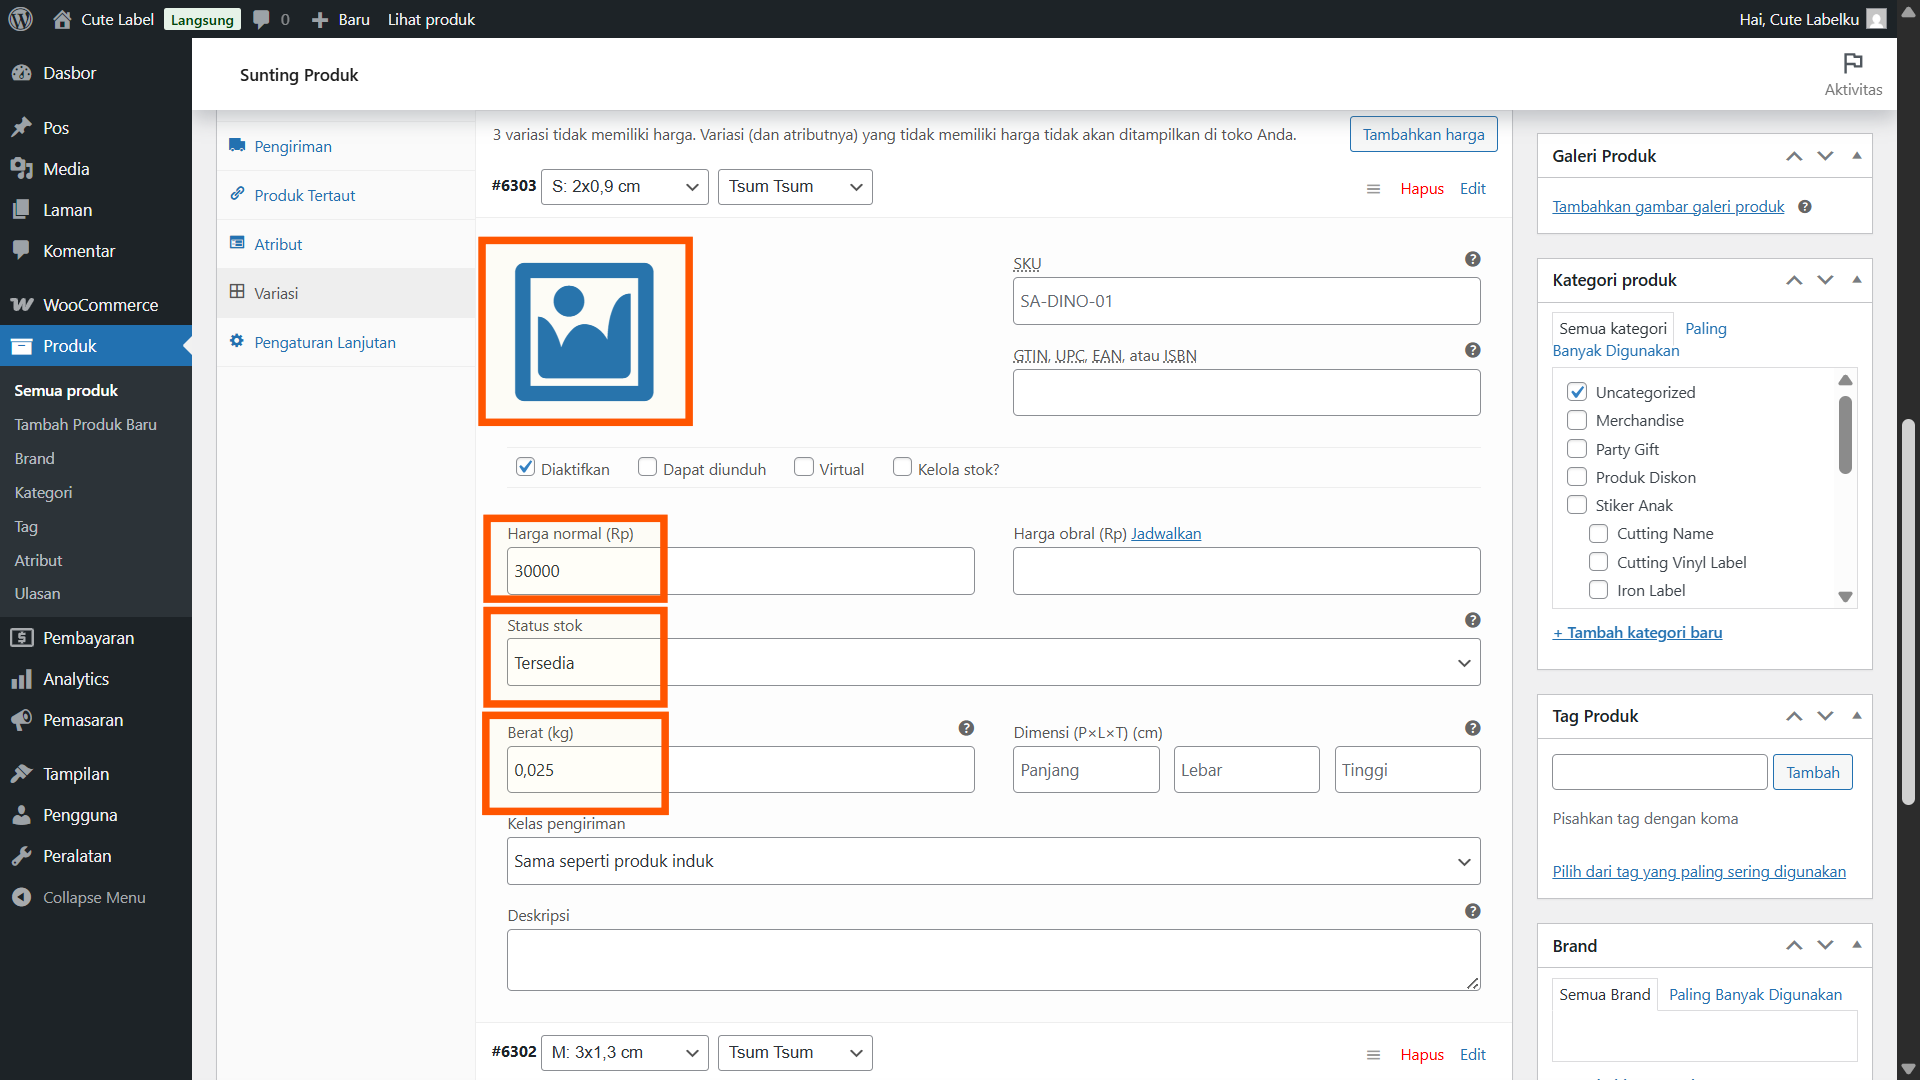 Cute Label
Langsung
0
Baru
Lihat produk
Hai, Cute Labelku
Dasbor
Pos
Media
Laman
Komentar
WooCommerce
Produk
Semua produk
Tambah Produk Baru
Brand
Kategori
Tag
Atribut
Ulasan
Pembayaran
Analytics
Pemasaran
Tampilan
Pengguna
Peralatan
Collapse Menu
Sunting Produk
Aktivitas
Pengiriman
Produk Tertaut
Atribut
Variasi
Pengaturan Lanjutan
3 variasi tidak memiliki harga. Variasi (dan atributnya) yang tidak memiliki harga tidak akan ditampilkan di toko Anda.
Tambahkan harga
#6303
S: 2x0,9 cm
Tsum Tsum
Hapus
Edit
SKU
SA-DINO-01
GTIN, UPC, EAN, atau ISBN
Diaktifkan
Dapat diunduh
Virtual
Kelola stok?
Harga normal (Rp)
30000
Harga obral (Rp) Jadwalkan
Status stok
Tersedia
Berat (kg)
0,025
Dimensi (P×L×T) (cm)
Panjang
Lebar
Tinggi
Kelas pengiriman
Sama seperti produk induk
Deskripsi
#6302
M: 3x1,3 cm
Tsum Tsum
Hapus
Edit
Galeri Produk
Tambahkan gambar galeri produk
Kategori produk
Semua kategori
Paling
Banyak Digunakan
Uncategorized
Merchandise
Party Gift
Produk Diskon
Stiker Anak
Cutting Name
Cutting Vinyl Label
Iron Label
+ Tambah kategori baru
Tag Produk
Tambah
Pisahkan tag dengan koma
Pilih dari tag yang paling sering digunakan
Brand
Semua Brand
Paling Banyak Digunakan